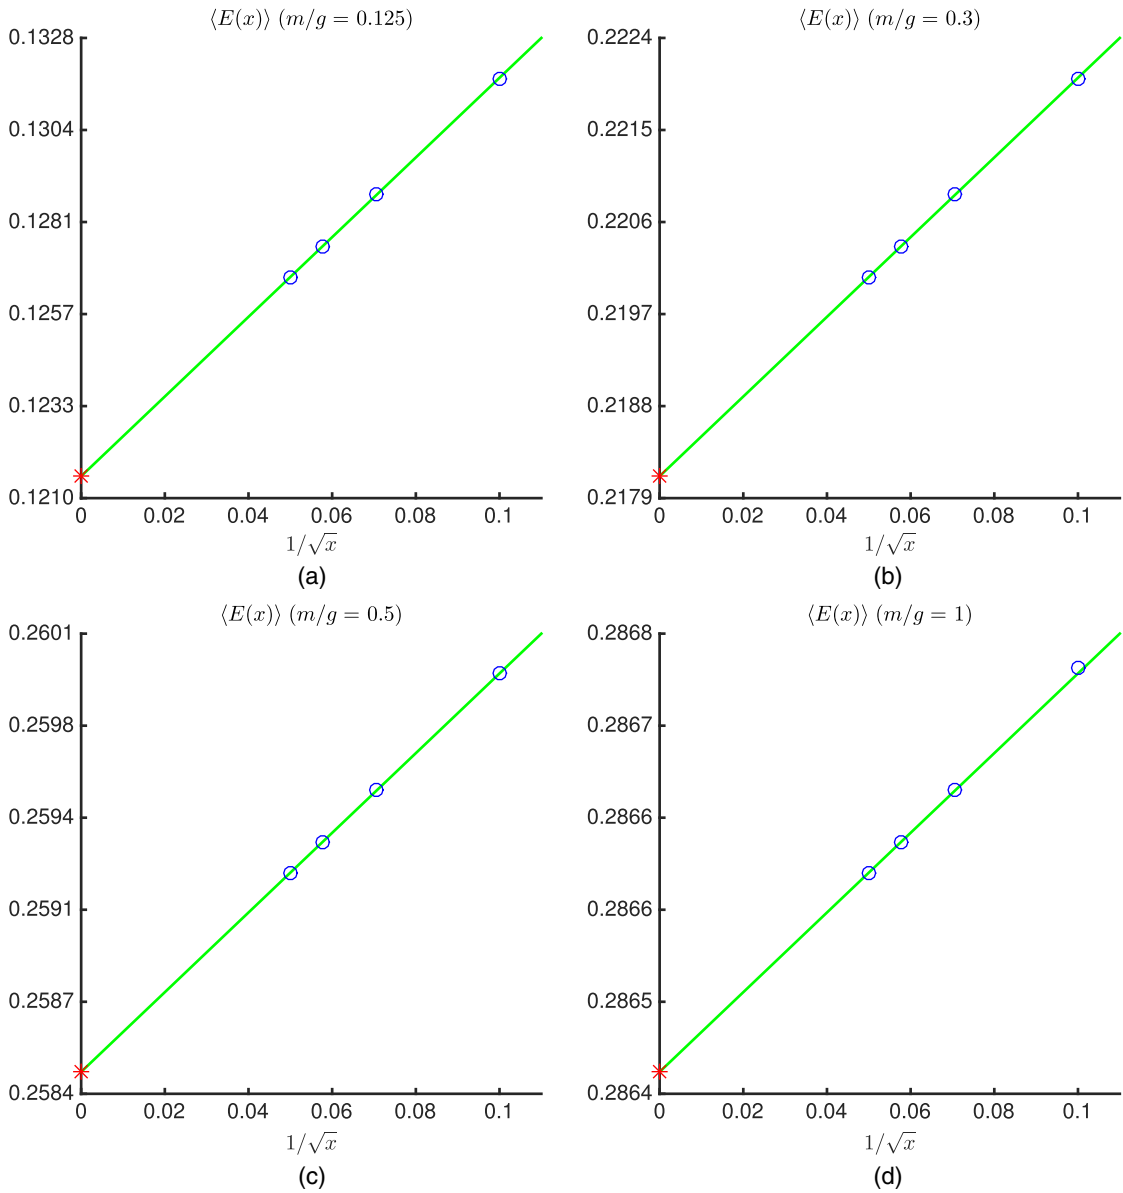 ⟨E(x)⟩ (m/g = 0.125)
0.1328
0.1304
0.1281
0.1257
0.1233
0.1210
0 0.02 0.04 0.06 0.08 0.1
1/√x
(a)
⟨E(x)⟩ (m/g = 0.3)
0.2224
0.2215
0.2206
0.2197
0.2188
0.2179
0 0.02 0.04 0.06 0.08 0.1
1/√x
(b)
⟨E(x)⟩ (m/g = 0.5)
0.2601
0.2598
0.2594
0.2591
0.2587
0.2584
0 0.02 0.04 0.06 0.08 0.1
1/√x
(c)
⟨E(x)⟩ (m/g = 1)
0.2868
0.2867
0.2866
0.2866
0.2865
0.2864
0 0.02 0.04 0.06 0.08 0.1
1/√x
(d)